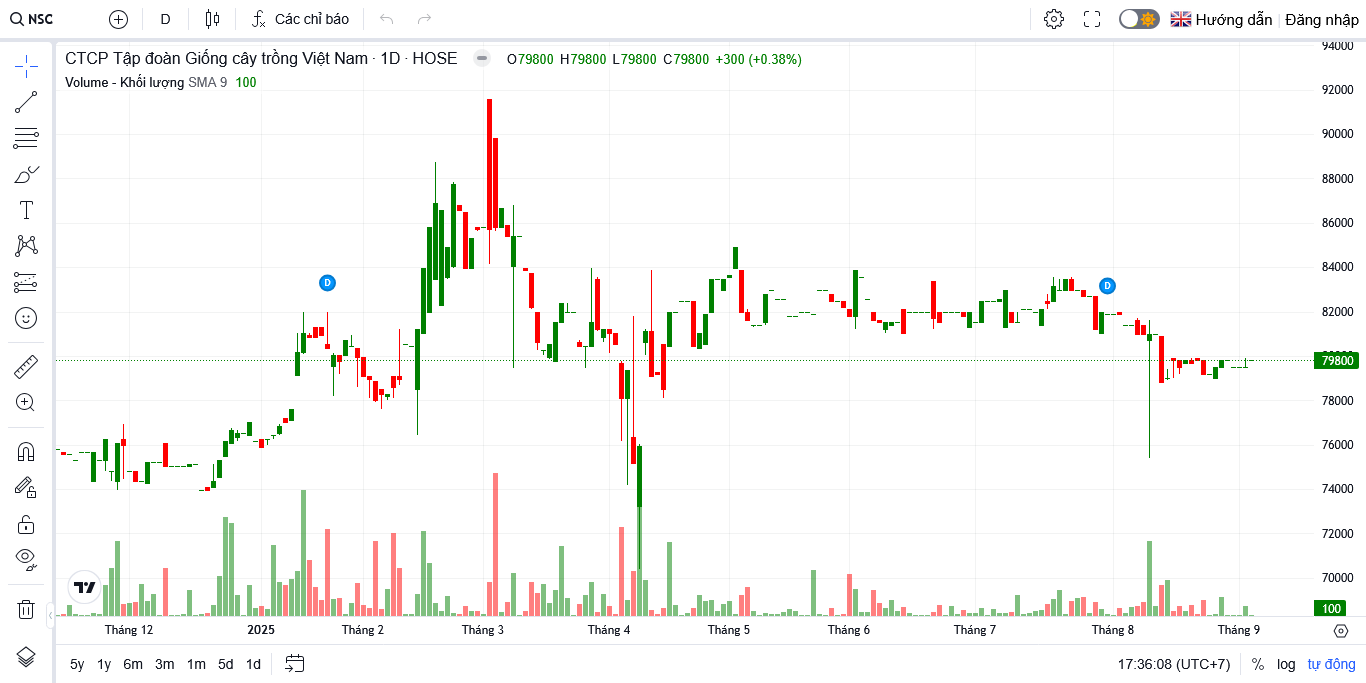 NSC D Các chỉ báo Hướng dẫn Đăng nhập
CTCP Tập đoàn Giống cây trồng Việt Nam · 1D · HOSE O79800 H79800 L79800 C79800 +300 (+0.38%)
Volume - Khối lượng SMA 9 100
94000
92000
90000
88000
86000
84000
D
D
82000
79800
78000
76000
74000
72000
70000
100
Tháng 12 2025 Tháng 2 Tháng 3 Tháng 4 Tháng 5 Tháng 6 Tháng 7 Tháng 8 Tháng 9
5y 1y 6m 3m 1m 5d 1d 17:36:08 (UTC+7) % log tự động